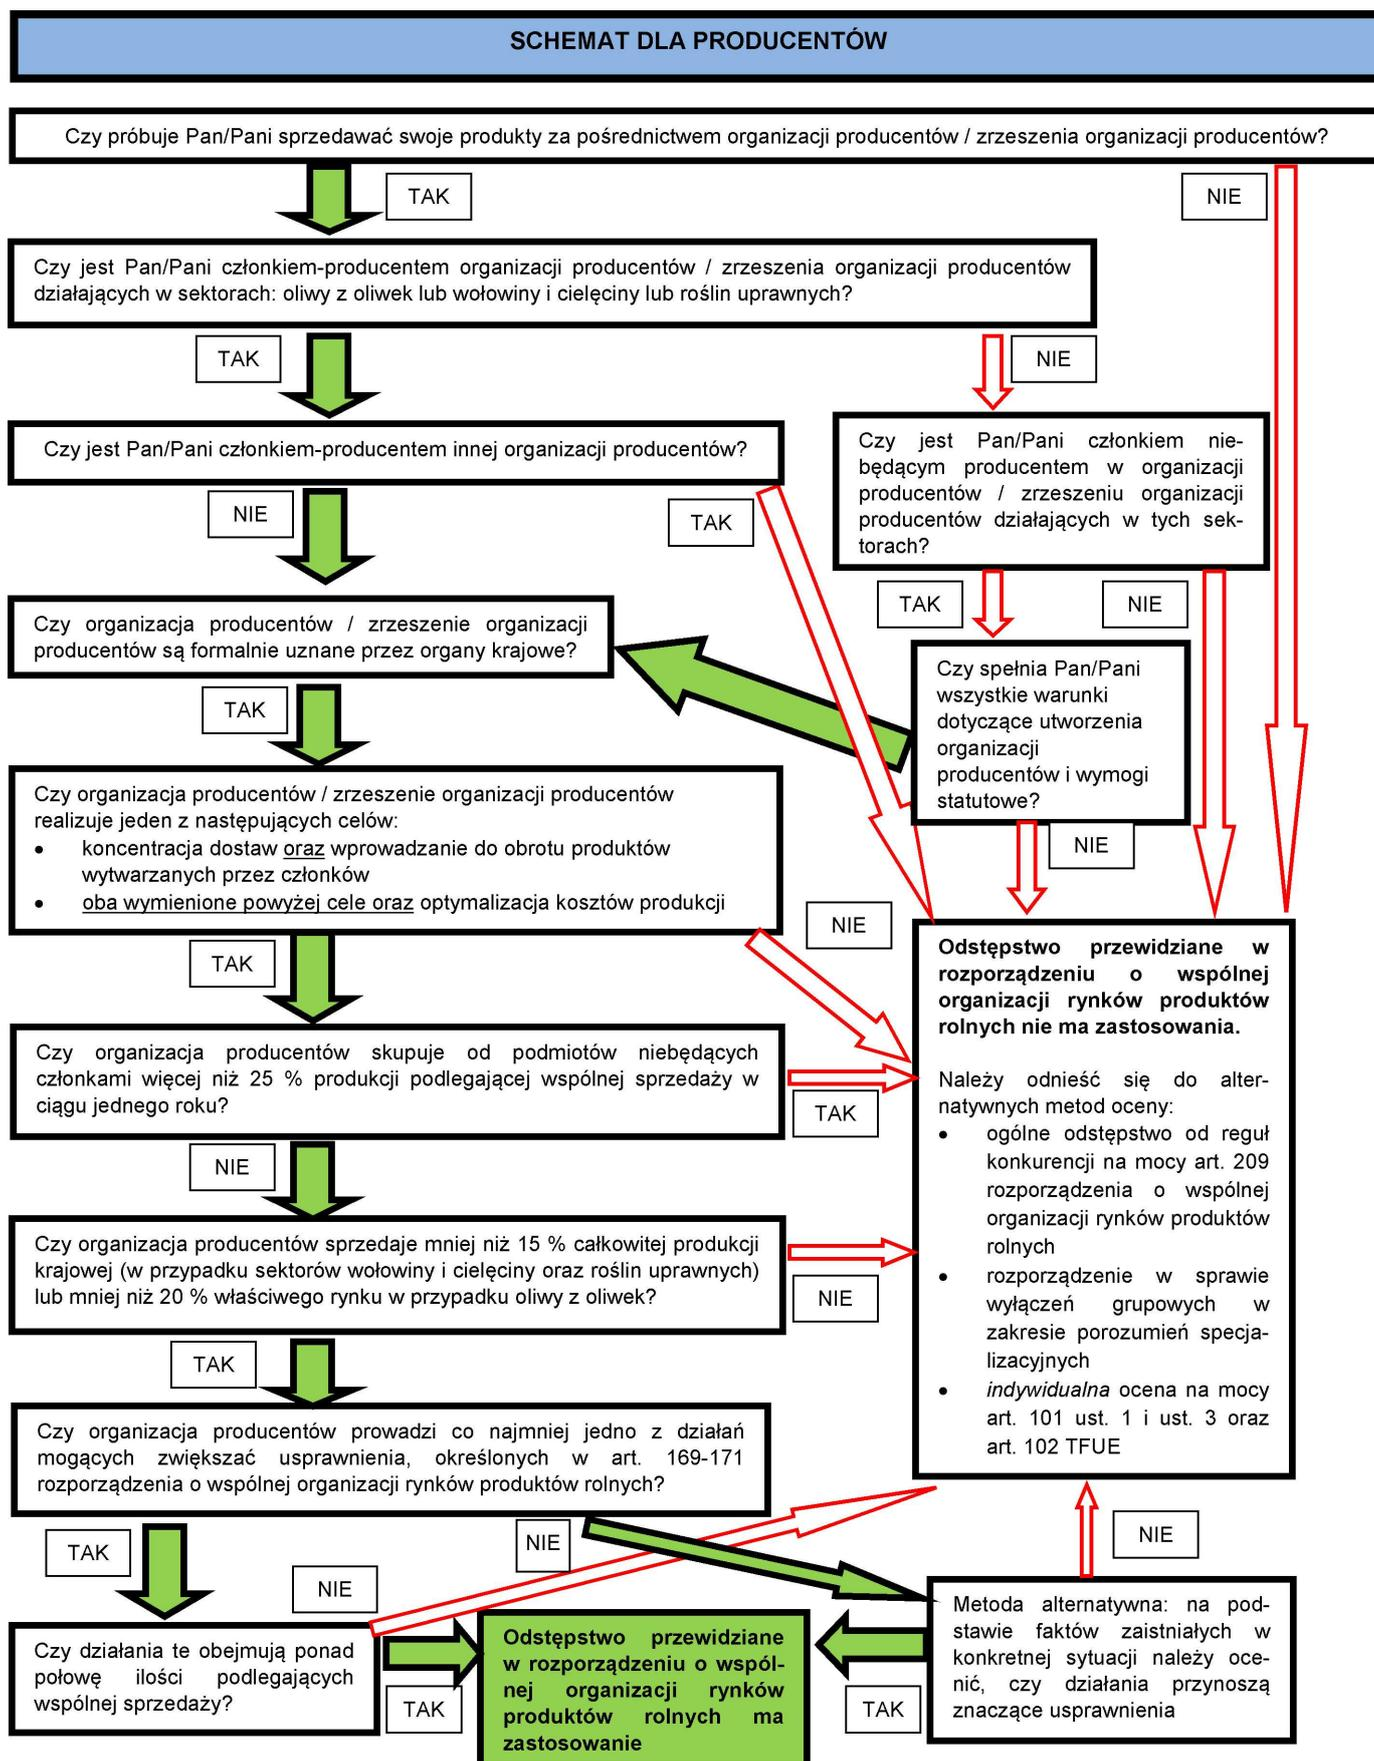 SCHEMAT DLA PRODUCENTÓW
Czy próbuje Pan/Pani sprzedawać swoje produkty za pośrednictwem organizacji producentów / zrzeszenia organizacji producentów?
TAK
NIE
Czy jest Pan/Pani członkiem-producentem organizacji producentów / zrzeszenia organizacji producentów
działających w sektorach: oliwy z oliwek lub wołowiny i cielęciny lub roślin uprawnych?
TAK
NIE
Czy jest Pan/Pani członkiem-producentem innej organizacji producentów?
NIE
TAK
Czy jest Pan/Pani członkiem nie-
będącym producentem w organizacji
producentów / zrzeszeniu organizacji
producentów działających w tych sek-
torach?
TAK
NIE
Czy organizacja producentów / zrzeszenie organizacji
producentów są formalnie uznane przez organy krajowe?
TAK
Czy spełnia Pan/Pani
wszystkie warunki
dotyczące utworzenia
organizacji
producentów i wymogi
statutowe?
NIE
Czy organizacja producentów / zrzeszenie organizacji producentów
realizuje jeden z następujących celów:
• koncentracja dostaw oraz wprowadzanie do obrotu produktów
wytwarzanych przez członków
• oba wymienione powyżej cele oraz optymalizacja kosztów produkcji
TAK
NIE
Czy organizacja producentów skupuje od podmiotów niebędących
członkami więcej niż 25 % produkcji podlegającej wspólnej sprzedaży w
ciągu jednego roku?
NIE
TAK
Czy organizacja producentów sprzedaje mniej niż 15 % całkowitej produkcji
krajowej (w przypadku sektorów wołowiny i cielęciny oraz roślin uprawnych)
lub mniej niż 20 % właściwego rynku w przypadku oliwy z oliwek?
TAK
NIE
Odstępstwo przewidziane w
rozporządzeniu o wspólnej
organizacji rynków produktów
rolnych nie ma zastosowania.
Należy odnieść się do alter-
natywnych metod oceny:
• ogólne odstępstwo od reguł
konkurencji na mocy art. 209
rozporządzenia o wspólnej
organizacji rynków produktów
rolnych
• rozporządzenie w sprawie
wyłączeń grupowych w
zakresie porozumień specja-
lizacyjnych
• indywidualna ocena na mocy
art. 101 ust. 1 i ust. 3 oraz
art. 102 TFUE
Czy organizacja producentów prowadzi co najmniej jedno z działań
mogących zwiększać usprawnienia, określonych w art. 169-171
rozporządzenia o wspólnej organizacji rynków produktów rolnych?
TAK
NIE
NIE
NIE
Czy działania te obejmują ponad
połowę ilości podlegających
wspólnej sprzedaży?
TAK
Odstępstwo przewidziane
w rozporządzeniu o wspól-
nej organizacji rynków
produktów rolnych ma
zastosowanie
TAK
Metoda alternatywna: na pod-
stawie faktów zaistniałych w
konkretnej sytuacji należy oce-
nić, czy działania przynoszą
znaczące usprawnienia